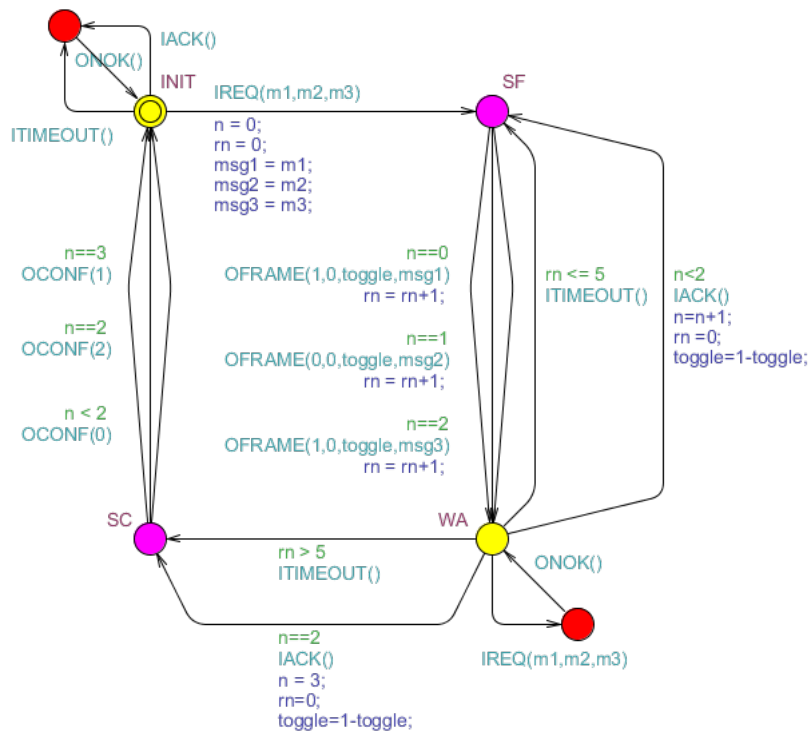 IACK()
ONOK()
INIT
ITIMEOUT()
IREQ(m1,m2,m3)
n = 0;
rn = 0;
msg1 = m1;
msg2 = m2;
msg3 = m3;
SF
n==3
OCONF(1)
n==2
OCONF(2)
n < 2
OCONF(0)
n==0
OFRAME(1,0,toggle,msg1)
rn = rn+1;
n==1
OFRAME(0,0,toggle,msg2)
rn = rn+1;
n==2
OFRAME(1,0,toggle,msg3)
rn = rn+1;
rn <= 5
ITIMEOUT()
n<2
IACK()
n=n+1;
rn =0;
toggle=1-toggle;
SC
WA
rn > 5
ITIMEOUT()
ONOK()
IREQ(m1,m2,m3)
n==2
IACK()
n = 3;
rn=0;
toggle=1-toggle;